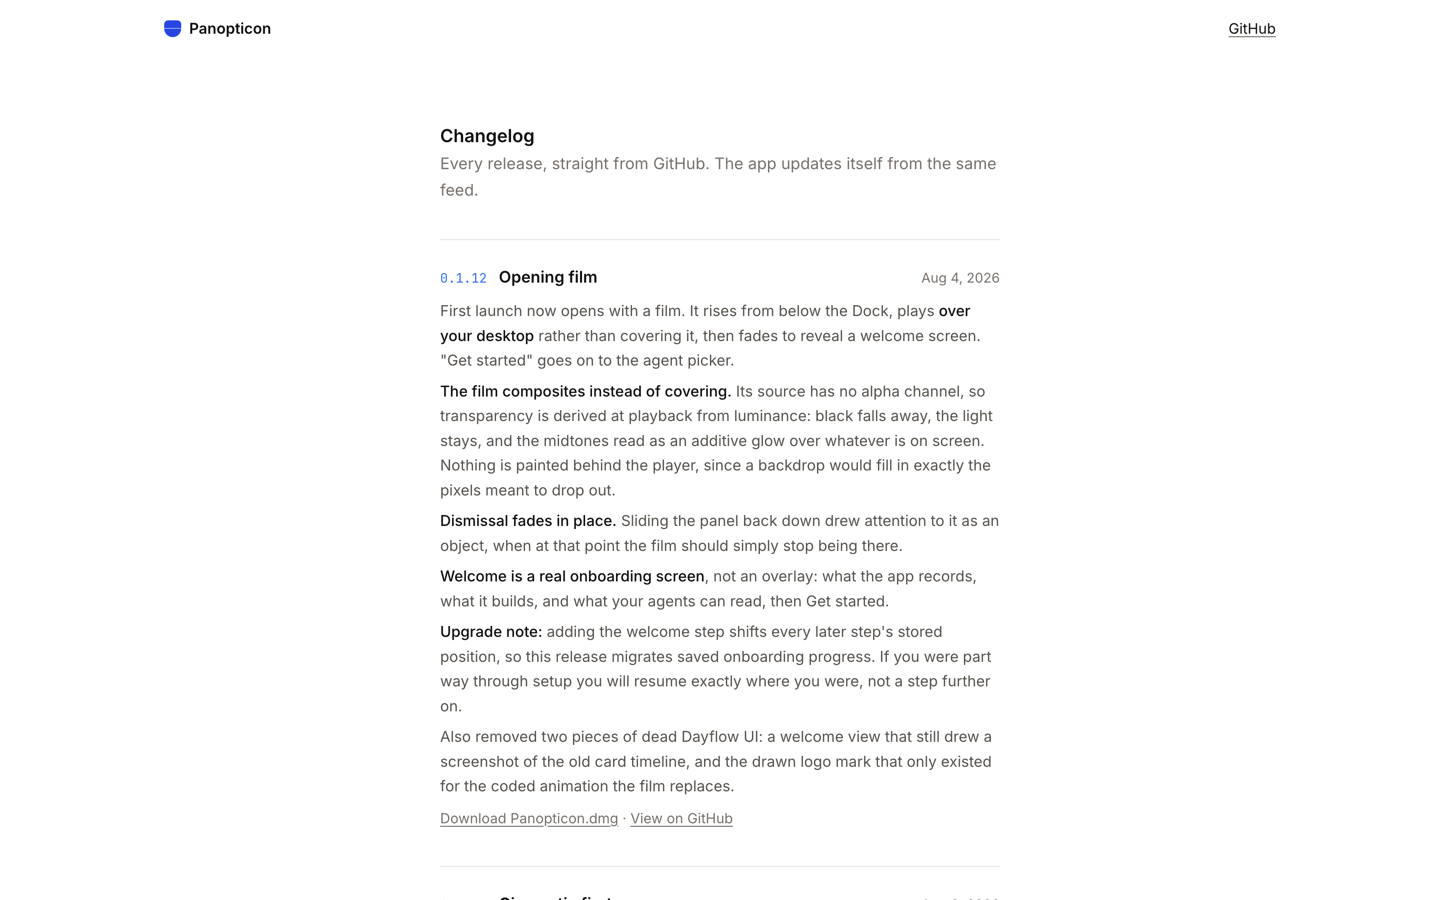 Panopticon
GitHub
Changelog
Every release, straight from GitHub. The app updates itself from the same
feed.
0.1.12 Opening film Aug 4, 2026
First launch now opens with a film. It rises from below the Dock, plays over
your desktop rather than covering it, then fades to reveal a welcome screen.
"Get started" goes on to the agent picker.
The film composites instead of covering. Its source has no alpha channel, so
transparency is derived at playback from luminance: black falls away, the light
stays, and the midtones read as an additive glow over whatever is on screen.
Nothing is painted behind the player, since a backdrop would fill in exactly the
pixels meant to drop out.
Dismissal fades in place. Sliding the panel back down drew attention to it as an
object, when at that point the film should simply stop being there.
Welcome is a real onboarding screen, not an overlay: what the app records,
what it builds, and what your agents can read, then Get started.
Upgrade note: adding the welcome step shifts every later step's stored
position, so this release migrates saved onboarding progress. If you were part
way through setup you will resume exactly where you were, not a step further
on.
Also removed two pieces of dead Dayflow UI: a welcome view that still drew a
screenshot of the old card timeline, and the drawn logo mark that only existed
for the coded animation the film replaces.
Download Panopticon.dmg · View on GitHub